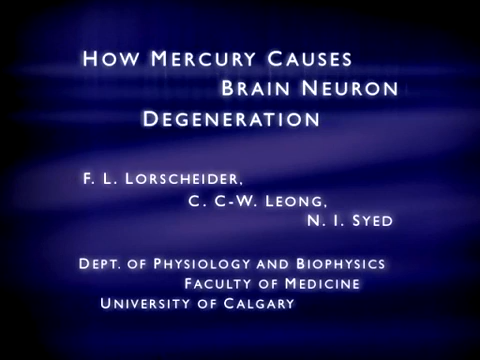 How Mercury Causes
Brain Neuron
Degeneration
F. L. Lorscheider,
C. C-W. Leong,
N. I. Syed
Dept. of Physiology and Biophysics
Faculty of Medicine
University of Calgary